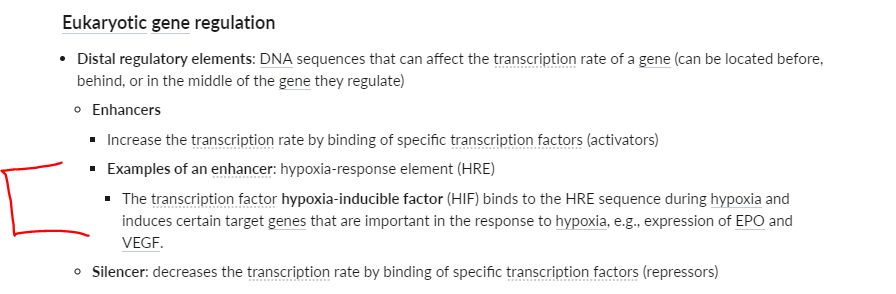 Eukaryotic gene regulation
• Distal regulatory elements: DNA sequences that can affect the transcription rate of a gene (can be located before,
behind, or in the middle of the gene they regulate)
Enhancers
Increase the transcription rate by binding of specific transcription factors (activators)
Examples of an enhancer: hypoxia-response element (HRE)
The transcription factor hypoxia-inducible factor (HIF) binds to the HRE sequence during hypoxia and
induces certain target genes that are important in the response to hypoxia, e.g., expression of EPO and
VEGF.
Silencer: decreases the transcription rate by binding of specific transcription factors (repressors)